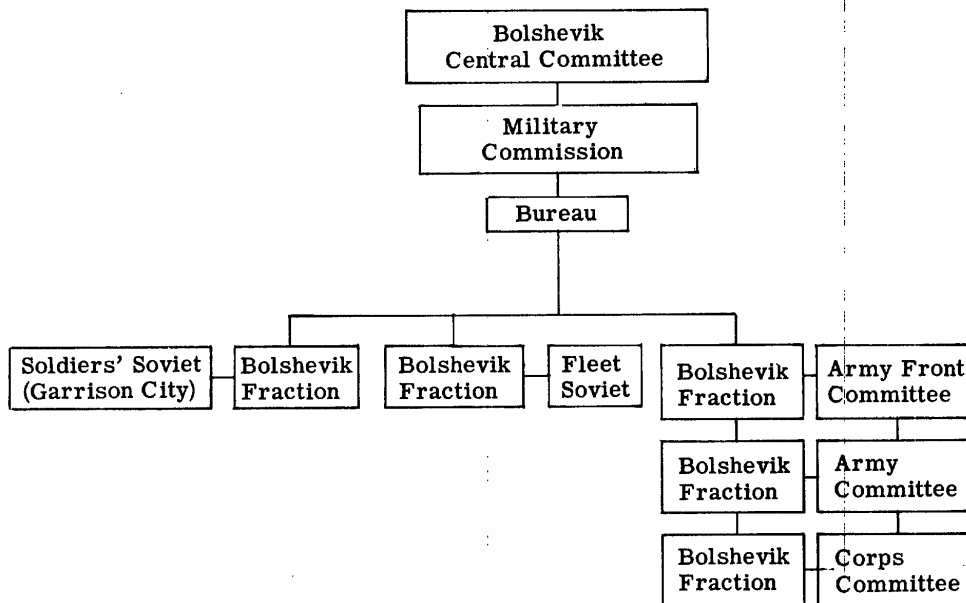 Bolshevik
Central Committee
Military
Commission
Bureau
Soldiers' Soviet
(Garrison City)
Bolshevik
Fraction
Bolshevik
Fraction
Fleet
Soviet
Bolshevik
Fraction
Army Front
Committee
Bolshevik
Fraction
Army
Committee
Bolshevik
Fraction
Corps
Committee